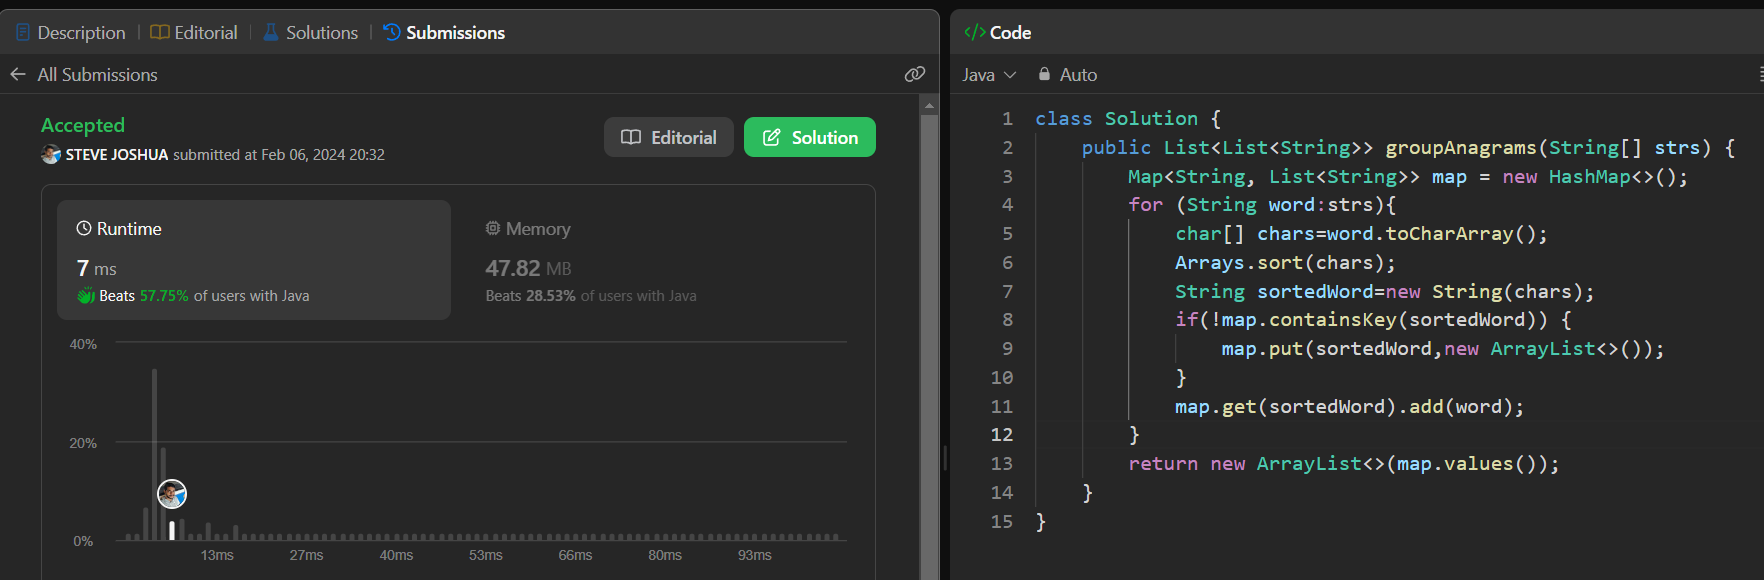 Description | Editorial | Solutions | Submissions
All Submissions
Accepted
STEVE JOSHUA submitted at Feb 06, 2024 20:32
Editorial
Solution
Runtime
7 ms
Beats 57.75% of users with Java
Memory
47.82 MB
Beats 28.53% of users with Java
40%
20%
0%
13ms 27ms 40ms 53ms 66ms 80ms 93ms
</> Code
Java Auto
1 class Solution {
2     public List<List<String>> groupAnagrams(String[] strs) {
3         Map<String, List<String>> map = new HashMap<>();
4         for (String word:strs){
5             char[] chars=word.toCharArray();
6             Arrays.sort(chars);
7             String sortedWord=new String(chars);
8             if(!map.containsKey(sortedWord)) {
9                 map.put(sortedWord,new ArrayList<>());
10             }
11             map.get(sortedWord).add(word);
12         }
13         return new ArrayList<>(map.values());
14     }
15 }